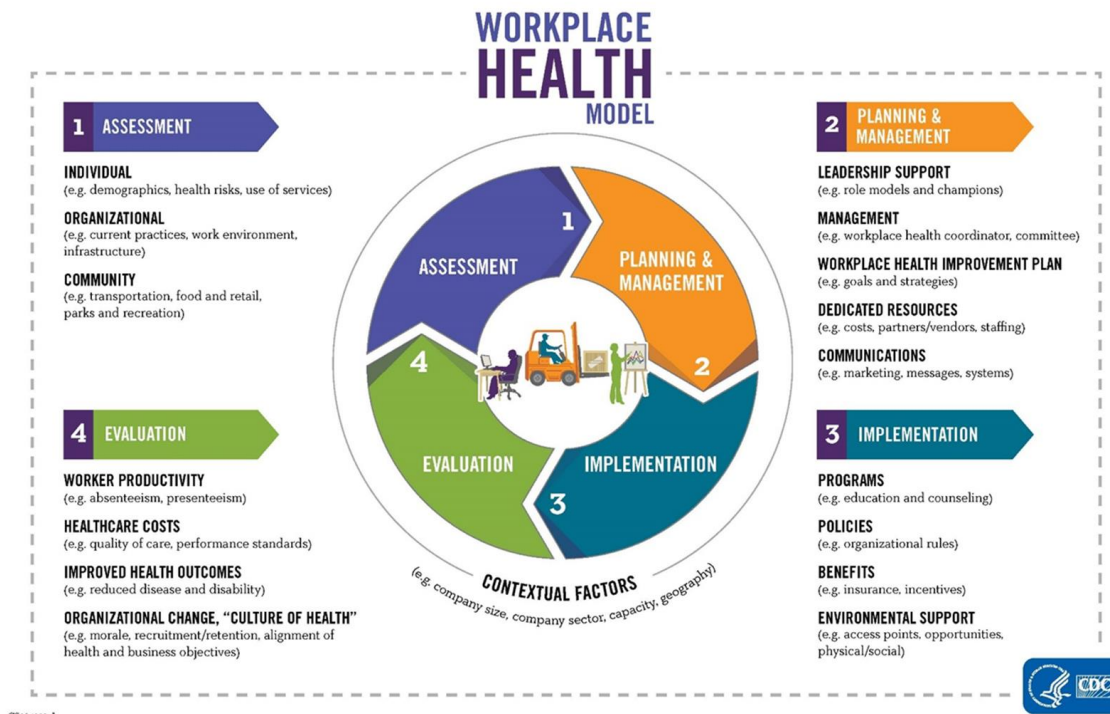 WORKPLACE
HEALTH
MODEL
1 ASSESSMENT
INDIVIDUAL
(e.g. demographics, health risks, use of services)
ORGANIZATIONAL
(e.g. current practices, work environment,
infrastructure)
COMMUNITY
(e.g. transportation, food and retail,
parks and recreation)
2 PLANNING &
MANAGEMENT
LEADERSHIP SUPPORT
(e.g. role models and champions)
MANAGEMENT
(e.g. workplace health coordinator, committee)
WORKPLACE HEALTH IMPROVEMENT PLAN
(e.g. goals and strategies)
DEDICATED RESOURCES
(e.g. costs, partners/vendors, staffing)
COMMUNICATIONS
(e.g. marketing, messages, systems)
1
ASSESSMENT
PLANNING &
MANAGEMENT
2
4
EVALUATION
IMPLEMENTATION
3
CONTEXTUAL FACTORS
(e.g. company size, company sector, capacity, geography)
4 EVALUATION
WORKER PRODUCTIVITY
(e.g. absenteeism, presenteeism)
HEALTHCARE COSTS
(e.g. quality of care, performance standards)
IMPROVED HEALTH OUTCOMES
(e.g. reduced disease and disability)
ORGANIZATIONAL CHANGE, “CULTURE OF HEALTH”
(e.g. morale, recruitment/retention, alignment of
health and business objectives)
3 IMPLEMENTATION
PROGRAMS
(e.g. education and counseling)
POLICIES
(e.g. organizational rules)
BENEFITS
(e.g. insurance, incentives)
ENVIRONMENTAL SUPPORT
(e.g. access points, opportunities,
physical/social)
CDC